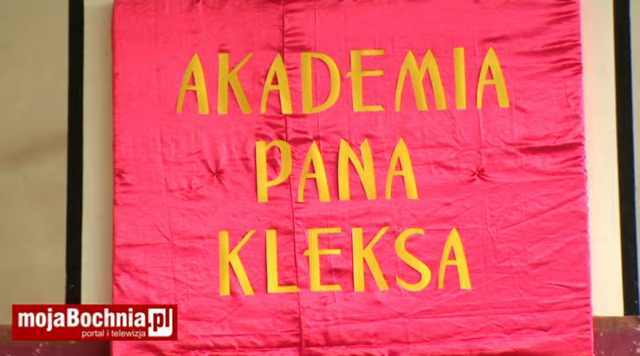 AKADEMIA
PANA
KLEKSA
mojaBochnia.pl
portal i telewizja